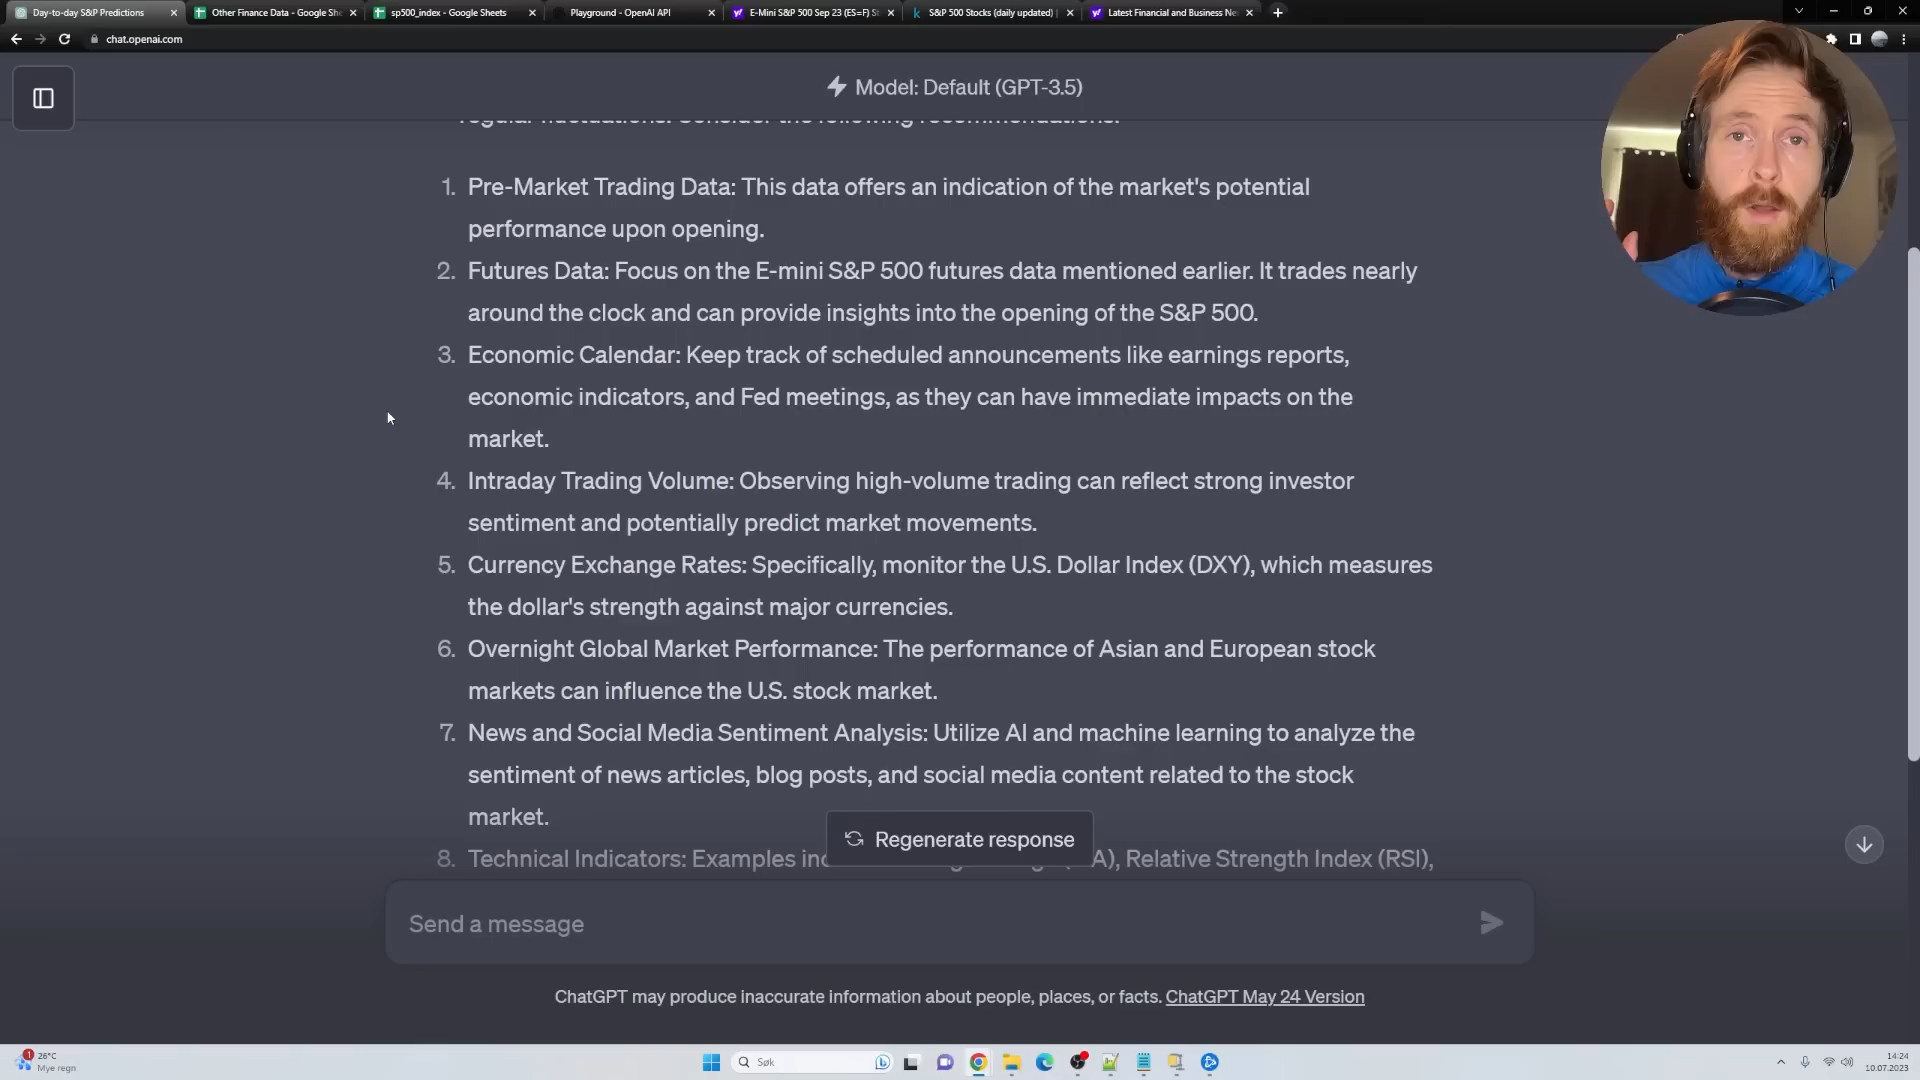 Day-to-day S&P Predictions
Other Finance Data - Google She
sp500_index - Google Sheets
Playground - OpenAI API
E-Mini S&P 500 Sep 23 (ES=F) St
S&P 500 Stocks (daily updated) |
Latest Financial and Business Ne
chat.openai.com
Model: Default (GPT-3.5)
regular fluctuations. Consider the following recommendations:
1. Pre-Market Trading Data: This data offers an indication of the market's potential
performance upon opening.
2. Futures Data: Focus on the E-mini S&P 500 futures data mentioned earlier. It trades nearly
around the clock and can provide insights into the opening of the S&P 500.
3. Economic Calendar: Keep track of scheduled announcements like earnings reports,
economic indicators, and Fed meetings, as they can have immediate impacts on the
market.
4. Intraday Trading Volume: Observing high-volume trading can reflect strong investor
sentiment and potentially predict market movements.
5. Currency Exchange Rates: Specifically, monitor the U.S. Dollar Index (DXY), which measures
the dollar's strength against major currencies.
6. Overnight Global Market Performance: The performance of Asian and European stock
markets can influence the U.S. stock market.
7. News and Social Media Sentiment Analysis: Utilize AI and machine learning to analyze the
sentiment of news articles, blog posts, and social media content related to the stock
market.
Regenerate response
8. Technical Indicators: Examples inc A), Relative Strength Index (RSI),
Send a message
ChatGPT may produce inaccurate information about people, places, or facts. ChatGPT May 24 Version
1
26°C
Mye regn
Søk
14:24
10.07.2023